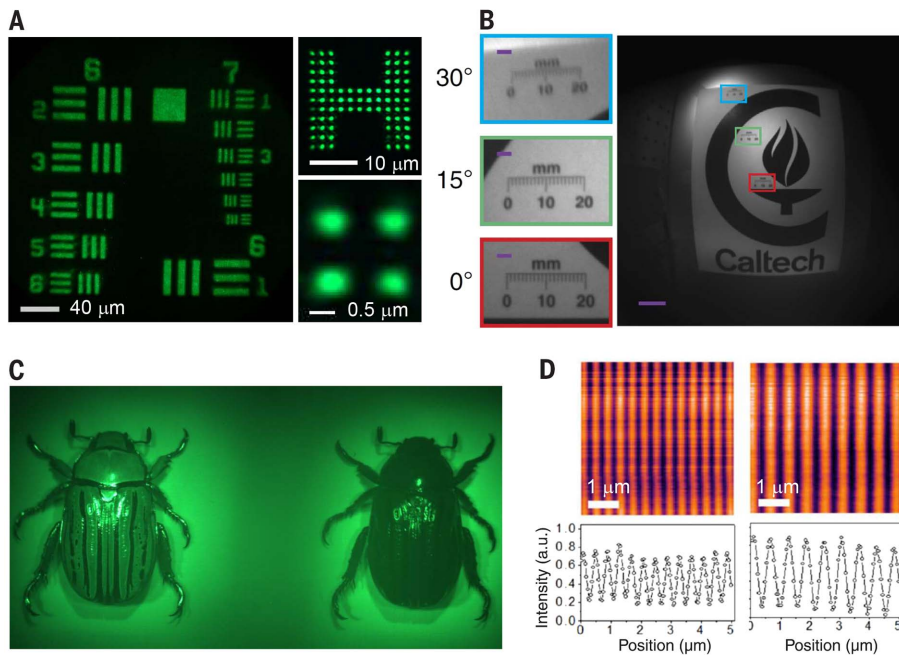 A
6
7
2
1
3
3
4
5
6
6
1
40 μm
10 μm
0.5 μm
B
30°
mm
0 10 20
15°
mm
0 10 20
0°
mm
0 10 20
Caltech
C
D
1 μm
1 μm
Intensity (a.u.)
1.0
0.8
0.6
0.4
0.2
0.0
0 1 2 3 4 5
Position (μm)
0 1 2 3 4 5
Position (μm)